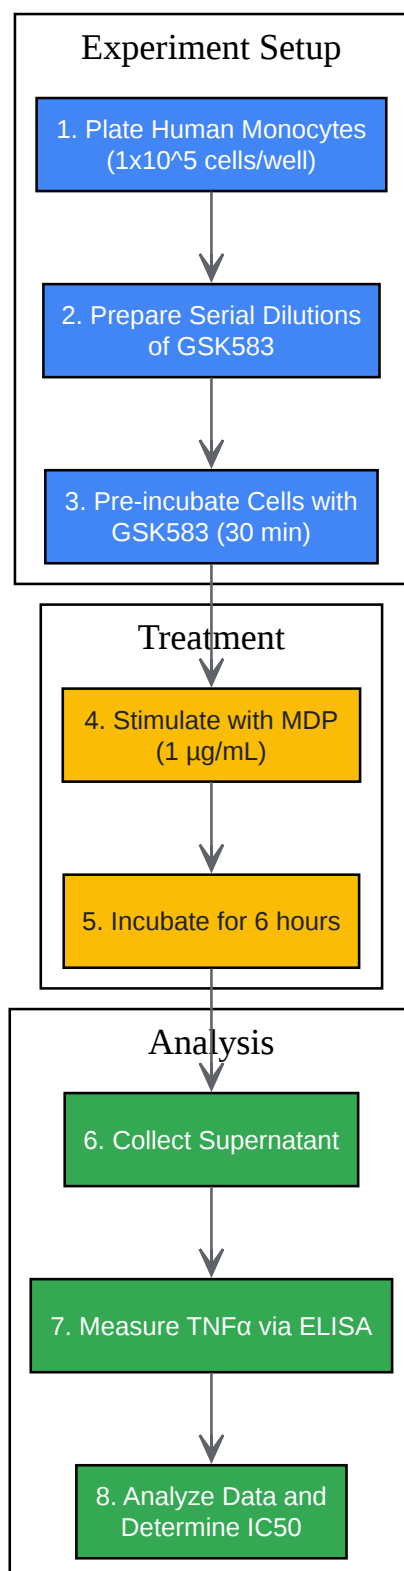 Experiment Setup
1. Plate Human Monocytes
(1x10^5 cells/well)
2. Prepare Serial Dilutions
of GSK583
3. Pre-incubate Cells with
GSK583 (30 min)
Treatment
4. Stimulate with MDP
(1 µg/mL)
5. Incubate for 6 hours
Analysis
6. Collect Supernatant
7. Measure TNFα via ELISA
8. Analyze Data and
Determine IC50